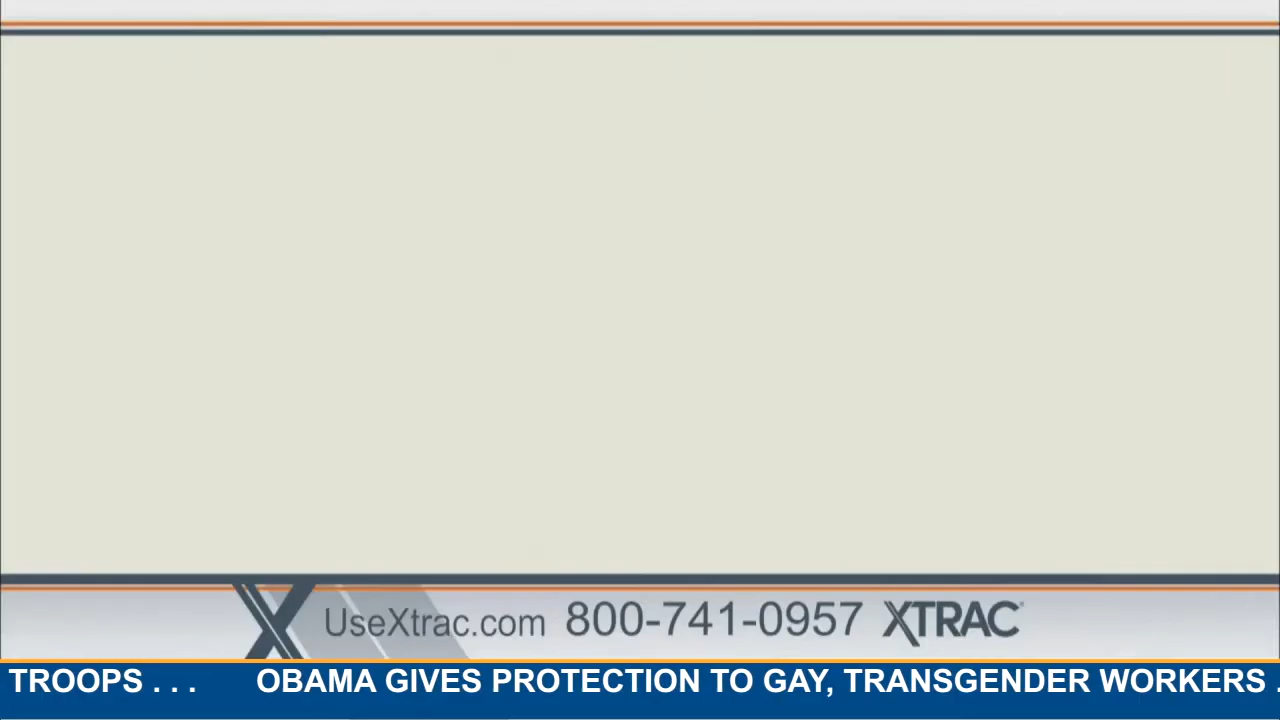 UseXtrac.com 800-741-0957 XTRAC
TROOPS . . . OBAMA GIVES PROTECTION TO GAY, TRANSGENDER WORKERS .